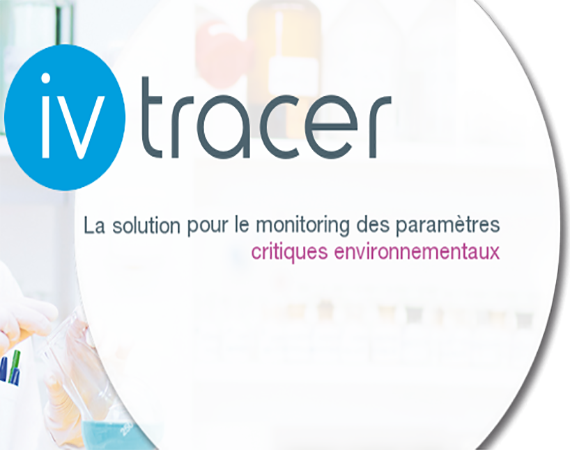 iv tracer
La solution pour le monitoring des paramètres
critiques environnementaux